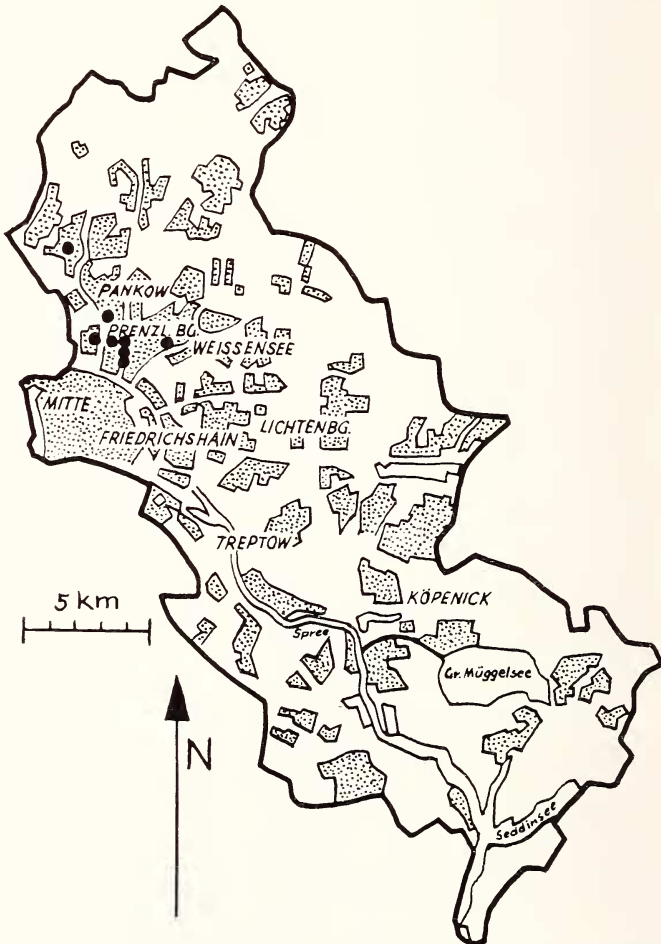 PANKOW
PRENZL. BG.
WEISSENSEE
MITTE
FRIEDRICHSHAIN
LICHTENBG.
TREPTOW
5 km
KÖPENICK
Spree
Gr. Müggelsee
N
Seddinsee